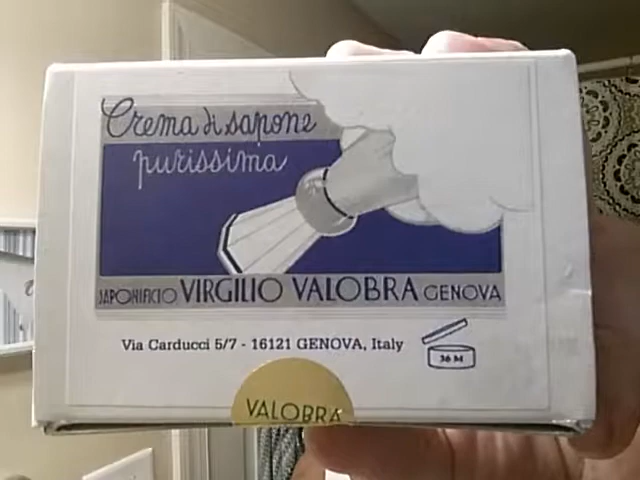 Crema di sapone
purissima
SAPONIFICIO VIRGILIO VALOBRA GENOVA
Via Carducci 5/7 - 16121 GENOVA, Italy
36 M
VALOBRA